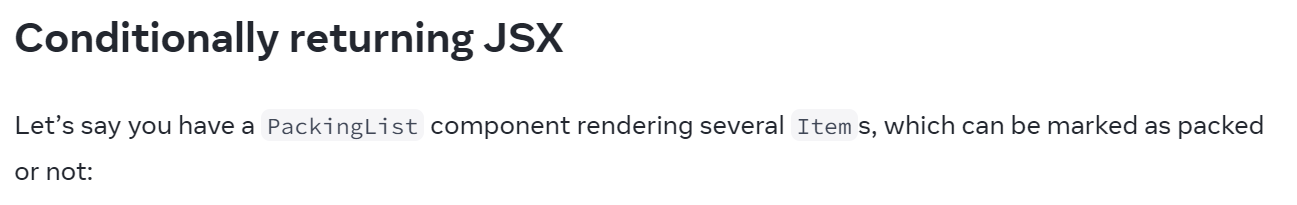 Conditionally returning JSX
Let’s say you have a PackingList component rendering several Items, which can be marked as packed
or not: